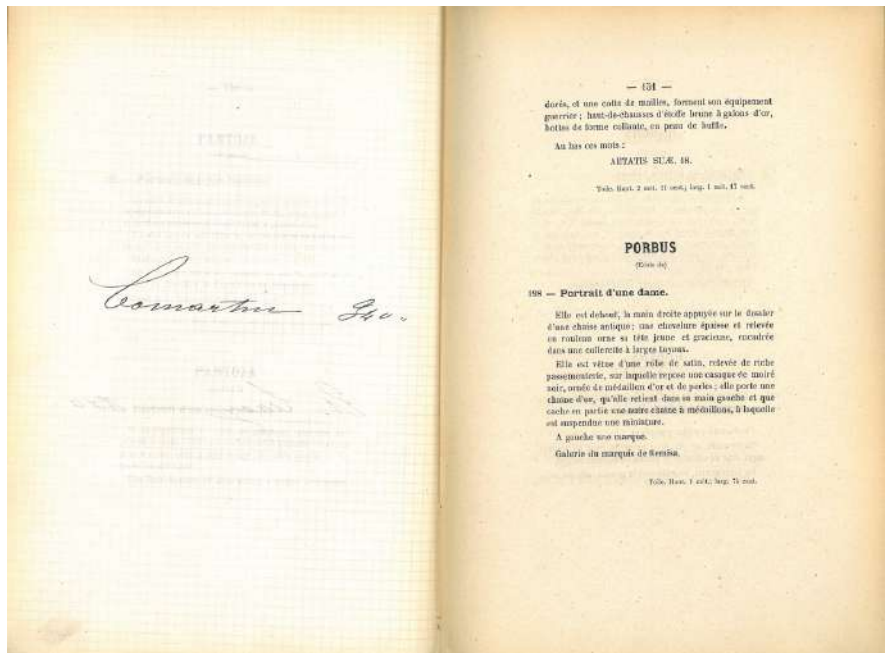 Comartin 940.
— 151 —
dorés, et une cotte de mailles, forment son équipement
guerrier ; haut-de-chausses d'étoffe brune à galons d'or,
bottes de forme collante, en peau de buffle.
Au bas ces mots :
ÆTATIS SUÆ. 18.
Toile. Haut. 2 mèt. 11 cent.; larg. 1 mèt. 17 cent.
PORBUS
(École de)
198 — Portrait d'une dame.
Elle est debout, la main droite appuyée sur le dossier
d'une chaise antique ; une chevelure épaisse et relevée
en rouleau orne sa tête jeune et gracieuse, encadrée
dans une collerette à larges tuyaux.
Elle est vêtue d'une robe de satin, relevée de riche
passementerie, sur laquelle repose une casaque de moiré
noir, ornée de médaillon d'or et de perles ; elle porte une
chaîne d'or, qu'elle retient dans sa main gauche et que
cache en partie une autre chaîne à médaillons, à laquelle
est suspendue une miniature.
A gauche une marque.
Galerie du marquis de Remisa.
Toile. Haut. 1 mèt.; larg. 75 cent.